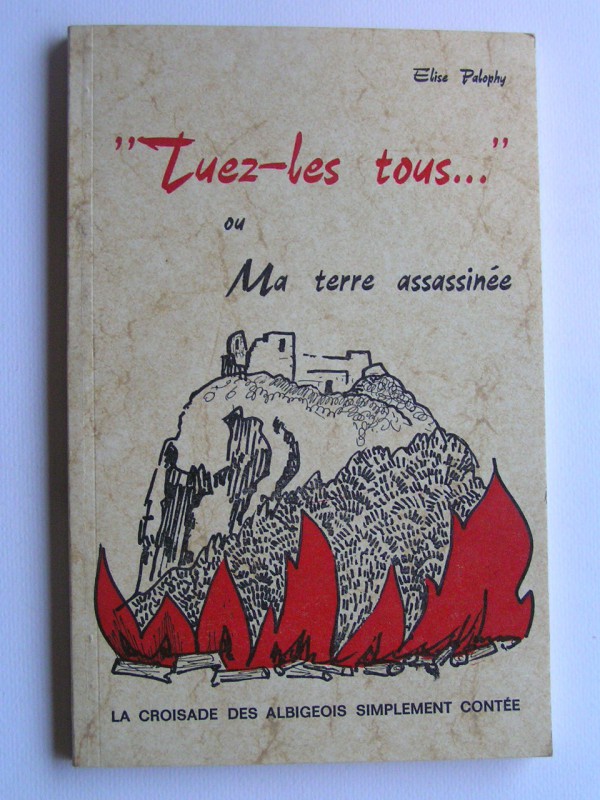 Elise Palophy
"Tuez-les tous..."
ou
Ma terre assassinée
LA CROISADE DES ALBIGEOIS SIMPLEMENT CONTÉE